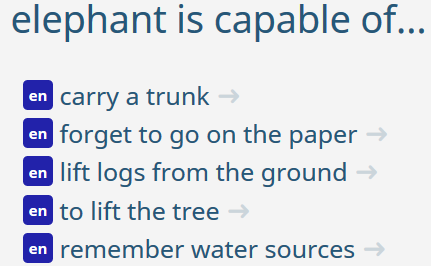 elephant is capable of...
en carry a trunk →
en forget to go on the paper →
en lift logs from the ground →
en to lift the tree →
en remember water sources →